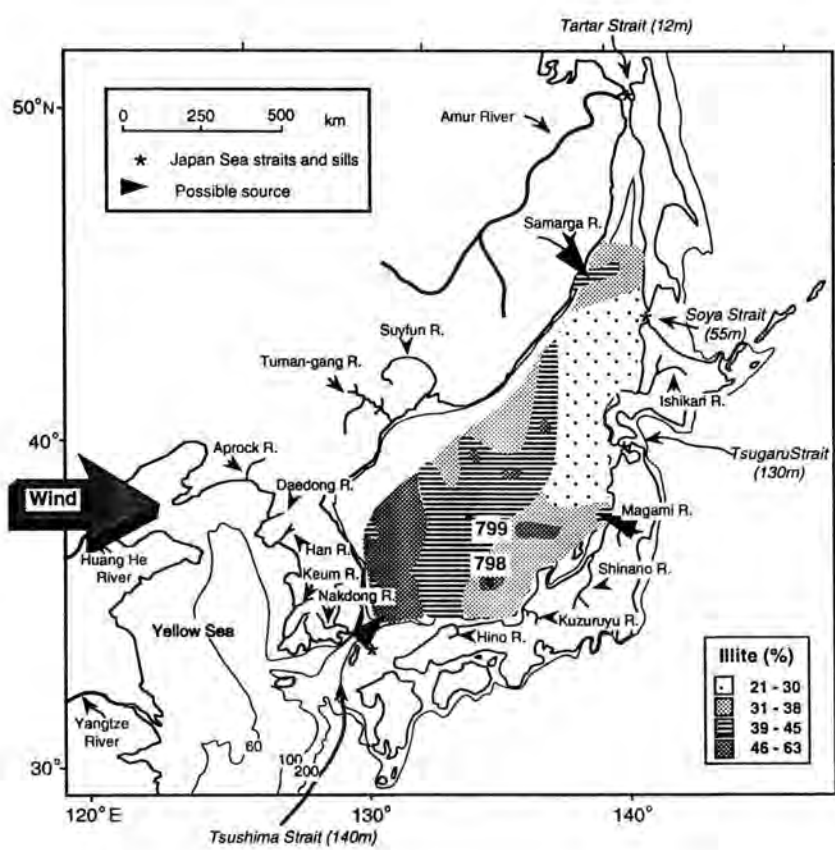 Tartar Strait (12m)
50°N
0 250 500 km
* Japan Sea straits and sills
Possible source
Amur River
Samarga R.
Soya Strait
(55m)
Suyfun R.
Tuman-gang R.
Ishikari R.
40°
Aprock R.
TsugaruStrait
(130m)
Daedong R.
Wind
Magami R.
799
Han R.
Huang He
River
798
Shinano R.
Keum R.
Nakdong R.
Kuzuruyu R.
Yellow Sea
Hino R.
Illite (%)
21 - 30
31 - 38
39 - 45
46 - 63
Yangtze
River
60
100
200
30°
120°E
130°
140°
Tsushima Strait (140m)